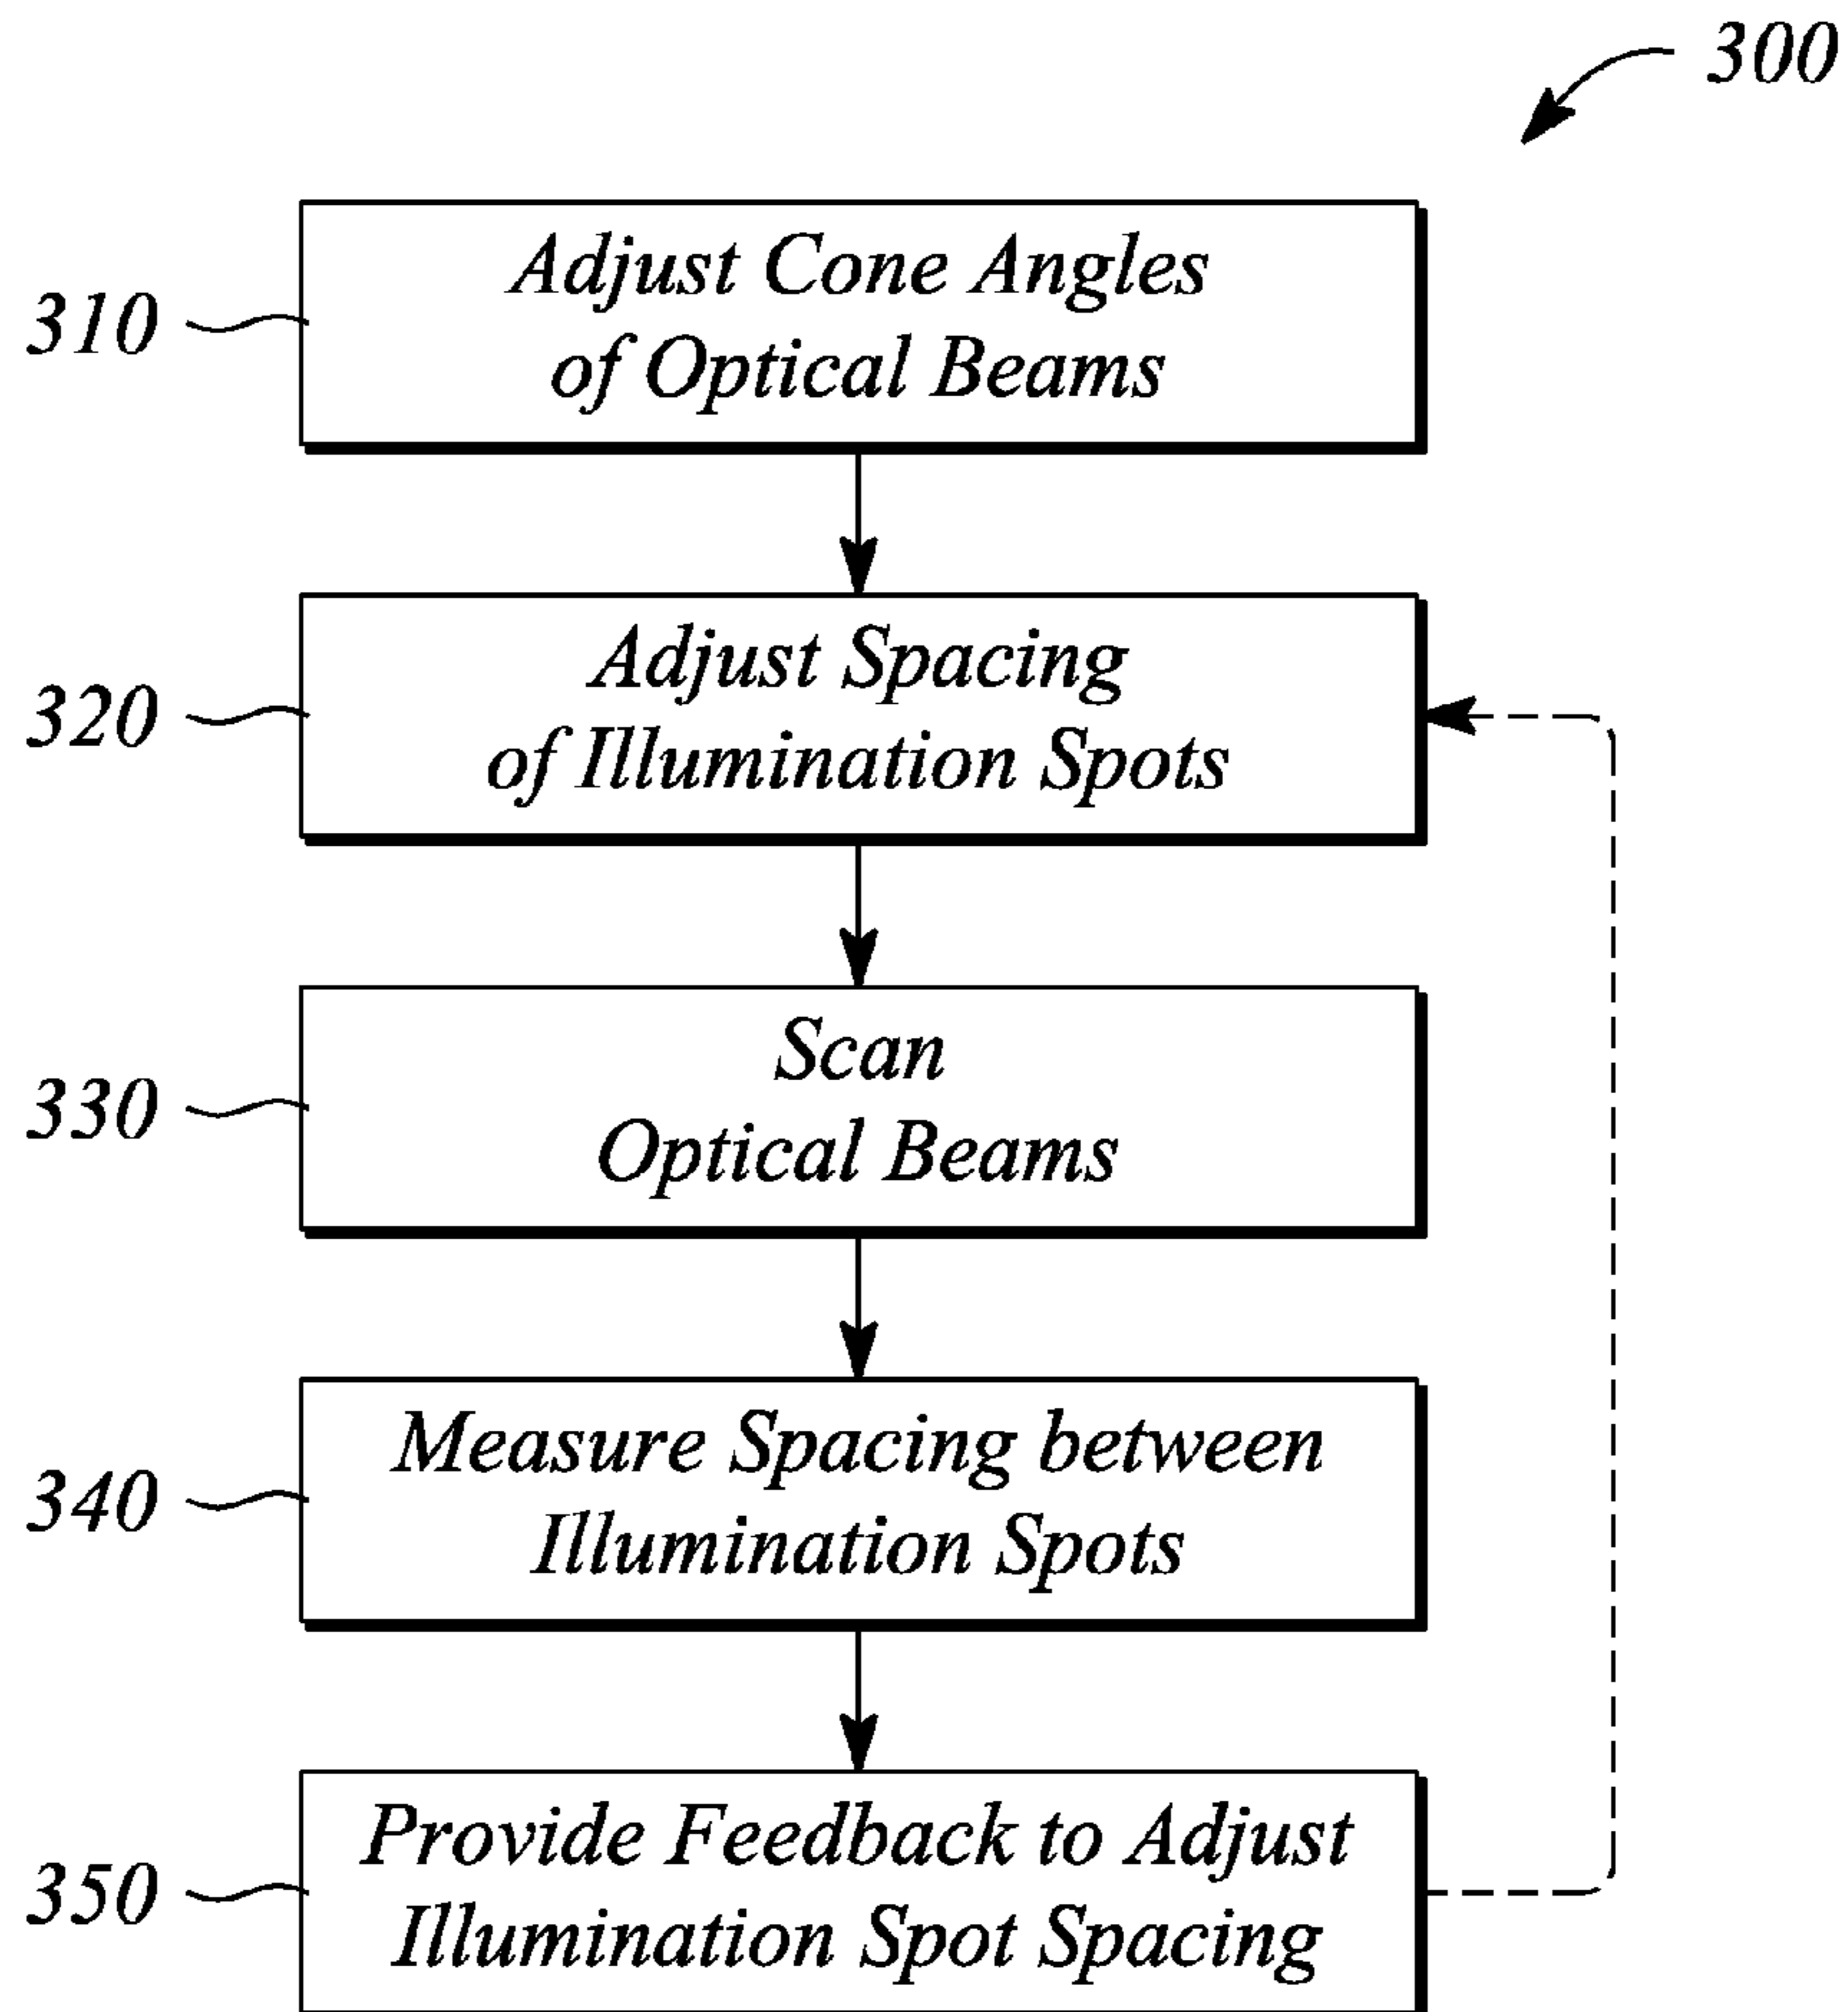 300
310
Adjust Cone Angles
of Optical Beams
320
Adjust Spacing
of Illumination Spots
330
Scan
Optical Beams
340
Measure Spacing between
Illumination Spots
350
Provide Feedback to Adjust
Illumination Spot Spacing